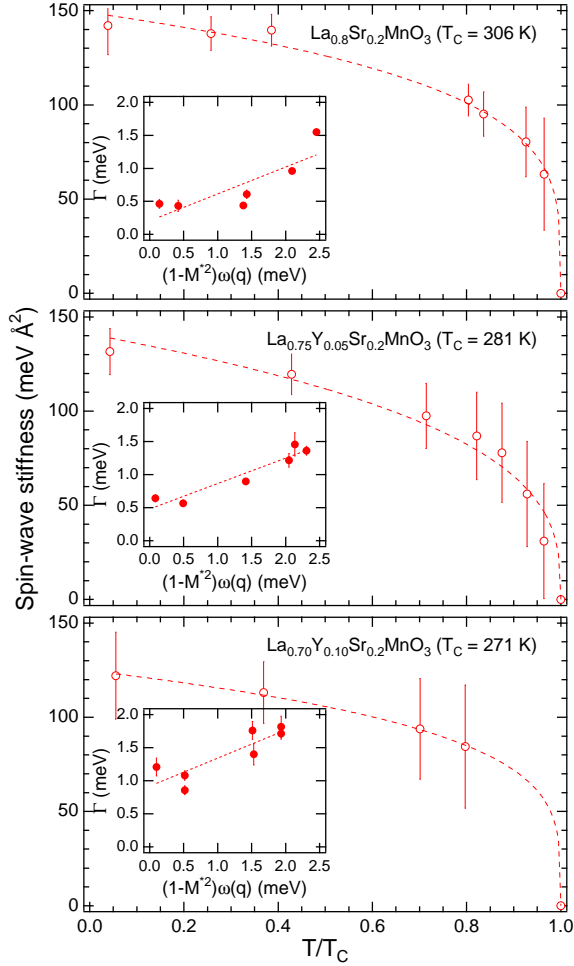 150
La0.8Sr0.2MnO3 (TC = 306 K)
100
50
0
2.0
1.5
1.0
0.5
0.0
Γ (meV)
0.0 0.5 1.0 1.5 2.0 2.5
(1-M*2)ω(q) (meV)
Spin-wave stiffness (meV Å2)
150
La0.75Y0.05Sr0.2MnO3 (TC = 281 K)
100
50
0
2.0
1.5
1.0
0.5
0.0
Γ (meV)
0.0 0.5 1.0 1.5 2.0 2.5
(1-M*2)ω(q) (meV)
150
La0.70Y0.10Sr0.2MnO3 (TC = 271 K)
100
50
0
2.0
1.5
1.0
0.5
0.0
Γ (meV)
0.0 0.5 1.0 1.5 2.0 2.5
(1-M*2)ω(q) (meV)
0.0 0.2 0.4 0.6 0.8 1.0
T/TC